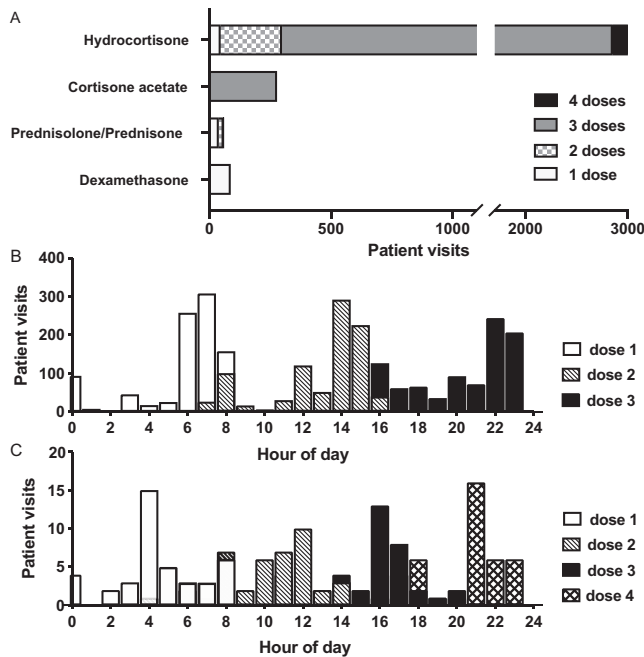 A
Hydrocortisone
Cortisone acetate
Prednisolone/Prednisone
Dexamethasone
4 doses
3 doses
2 doses
1 dose
0 500 1000 2000 3000
Patient visits
B
400
300
200
100
0
Patient visits
dose 1
dose 2
dose 3
0 2 4 6 8 10 12 14 16 18 20 22 24
Hour of day
C
20
15
10
5
0
Patient visits
dose 1
dose 2
dose 3
dose 4
0 2 4 6 8 10 12 14 16 18 20 22 24
Hour of day